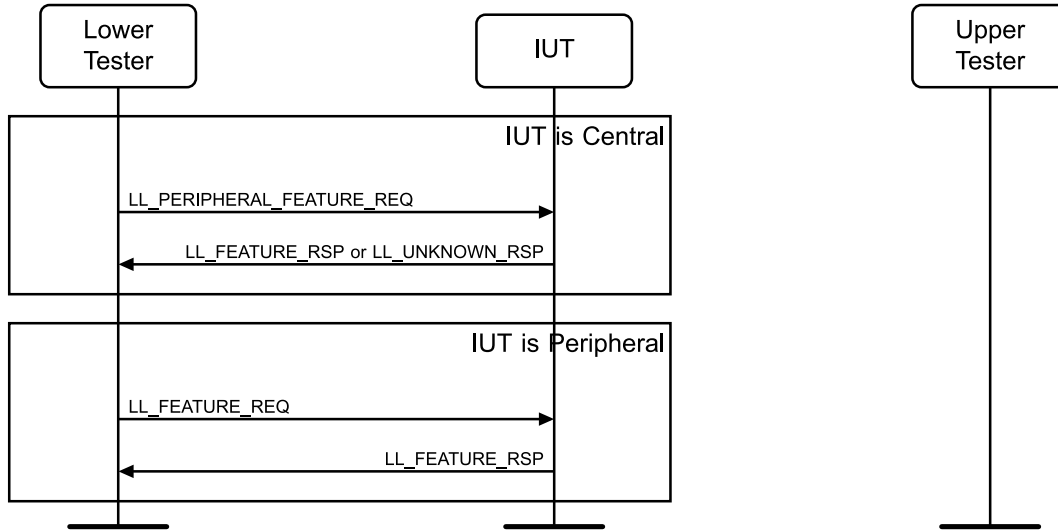 Lower
Tester
IUT
Upper
Tester
IUT is Central
LL_PERIPHERAL_FEATURE_REQ
LL_FEATURE_RSP or LL_UNKNOWN_RSP
IUT is Peripheral
LL_FEATURE_REQ
LL_FEATURE_RSP